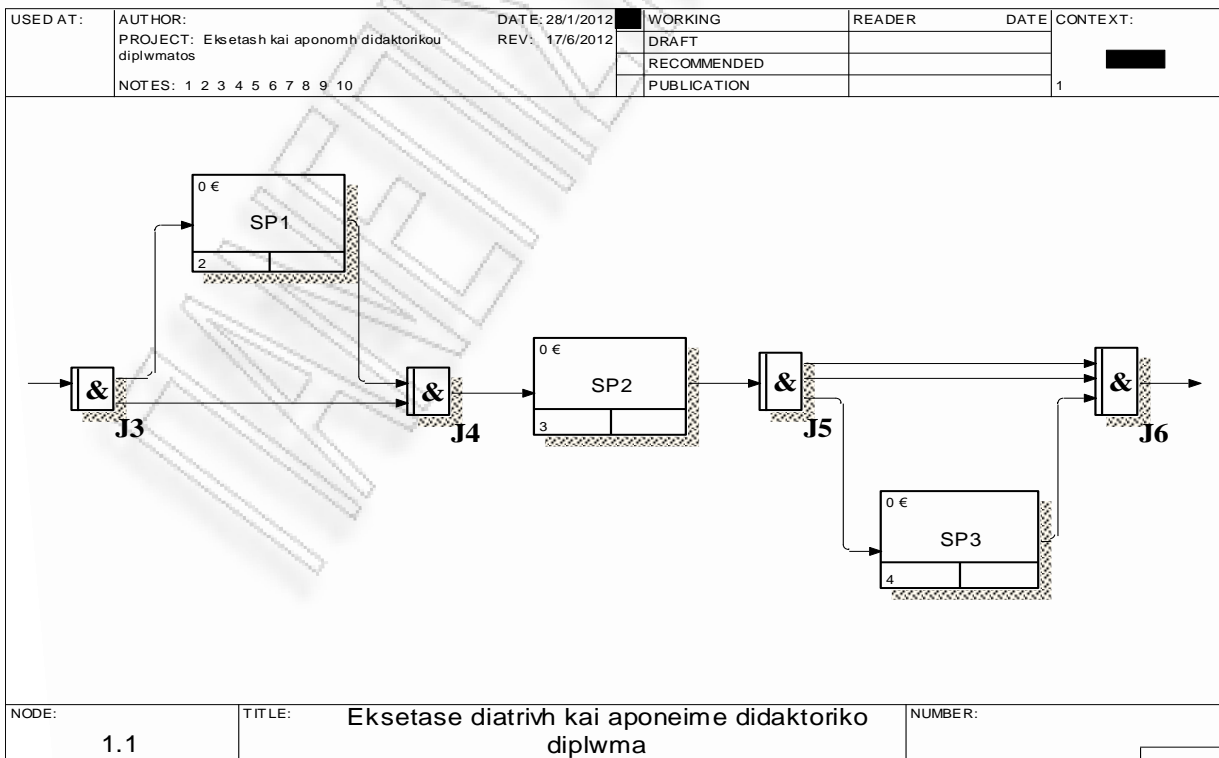 USED AT:
AUTHOR:
DATE: 28/1/2012
PROJECT: Eksetash kai aponomh didaktorikou
diplwmatos
REV: 17/6/2012
NOTES: 1 2 3 4 5 6 7 8 9 10
WORKING
DRAFT
RECOMMENDED
PUBLICATION
READER DATE
CONTEXT:
1
0 €
SP1
2
&
J3
&
J4
0 €
SP2
3
&
J5
&
J6
0 €
SP3
4
NODE:
1.1
TITLE:
Eksetase diatrivh kai aponeime didaktoriko
diplwma
NUMBER: